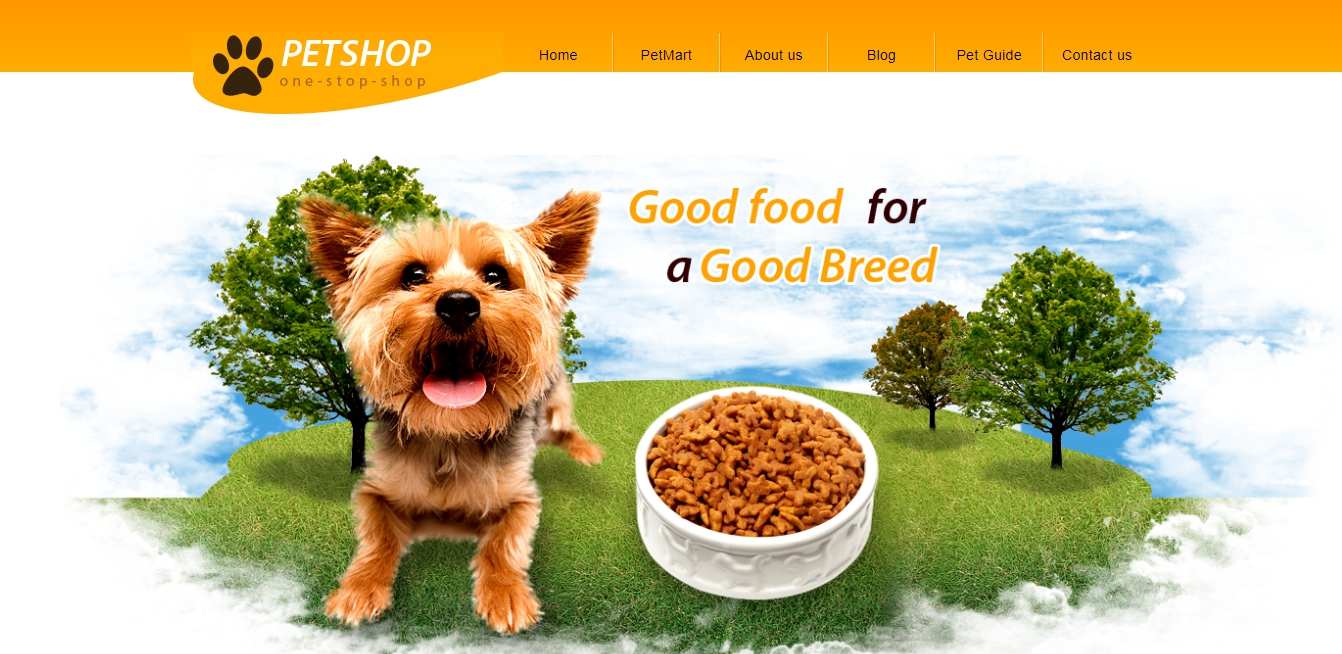 PETSHOP
one-stop-shop
Home
PetMart
About us
Blog
Pet Guide
Contact us
Good food for
a Good Breed